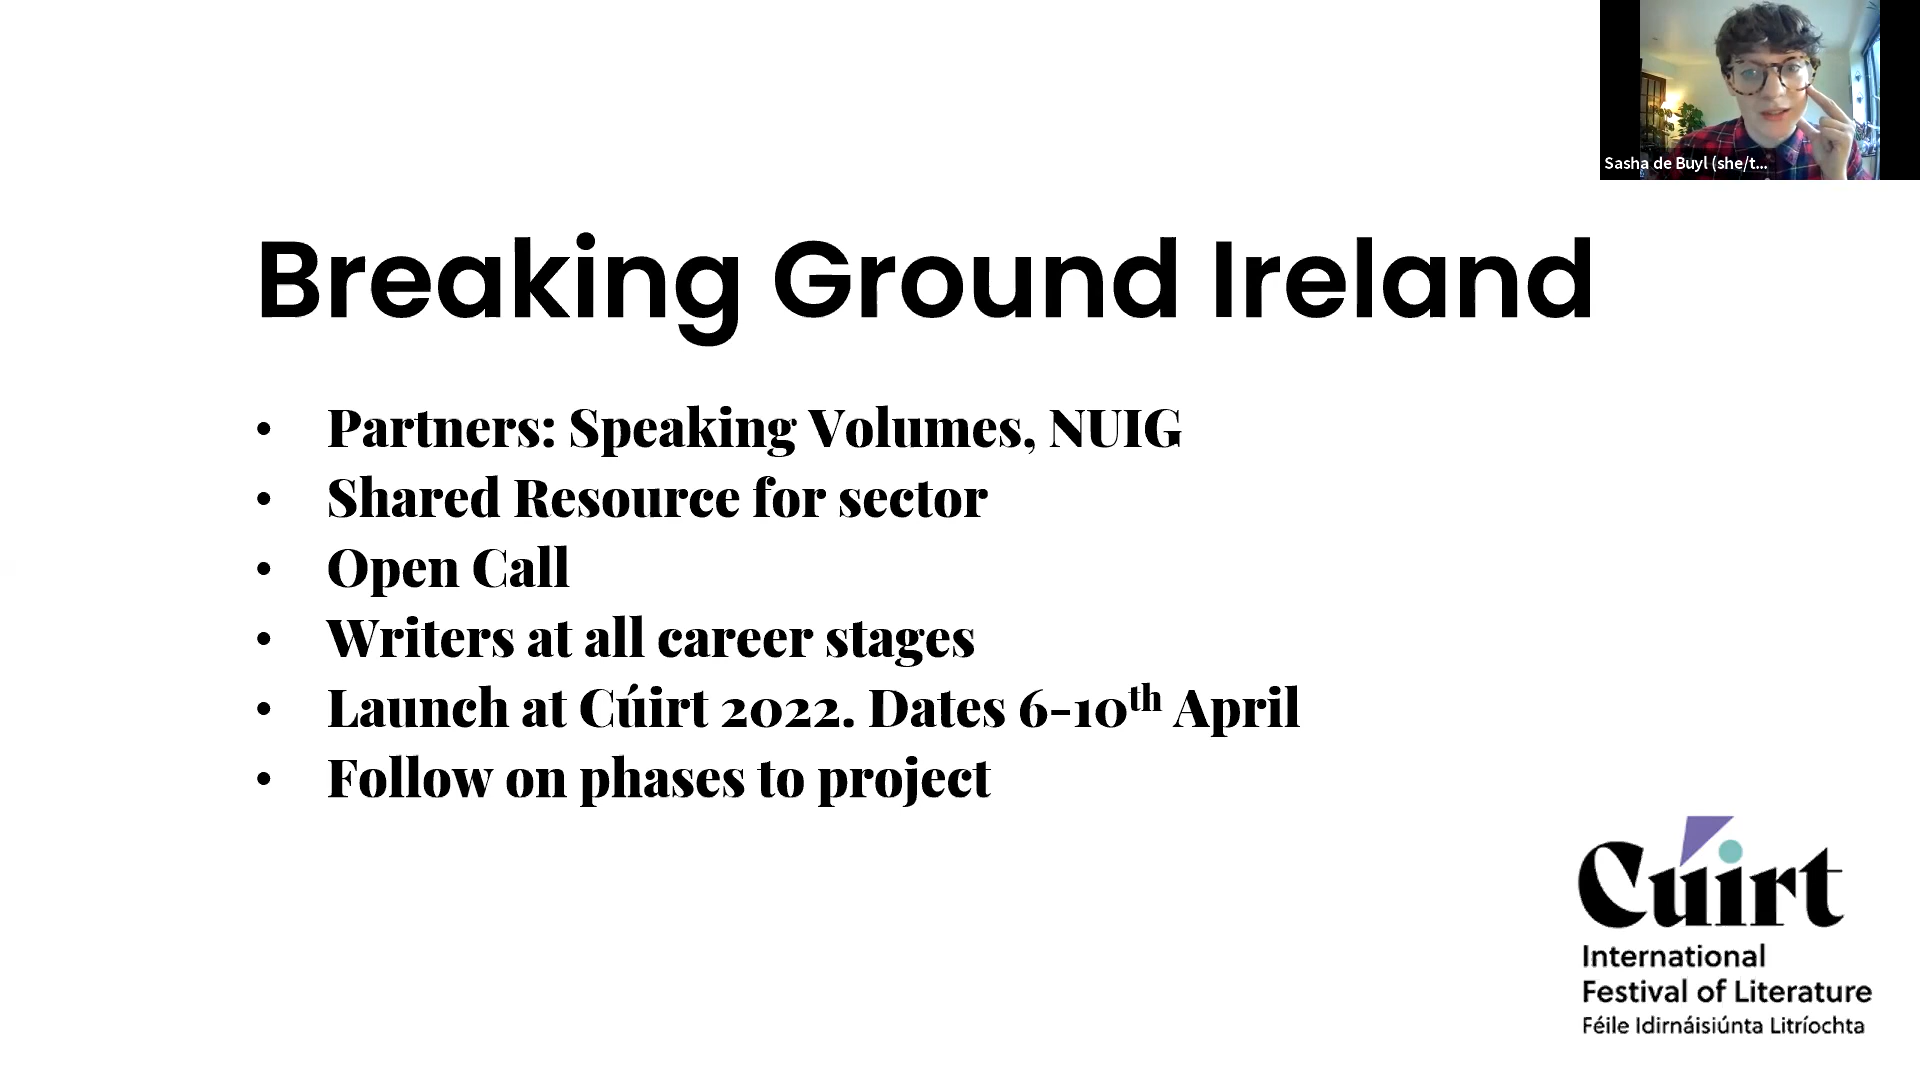 Sasha de Buyl (she/t...
Breaking Ground Ireland
• Partners: Speaking Volumes, NUIG
• Shared Resource for sector
• Open Call
• Writers at all career stages
• Launch at Cúirt 2022. Dates 6-10th April
• Follow on phases to project
Cúirt
International
Festival of Literature
Féile Idirnáisiúnta Litríochta